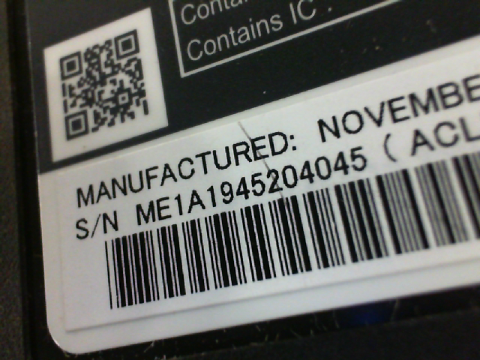 Contains IC :
MANUFACTURED: NOVEMBE
S/N ME1A1945204045 ( ACL